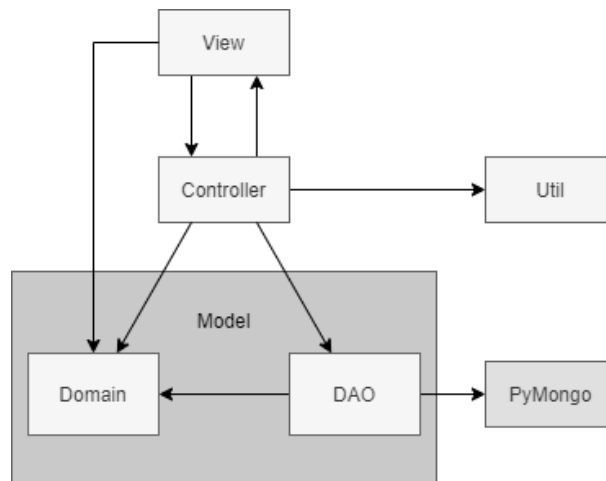 View
Controller
Util
Model
Domain
DAO
PyMongo